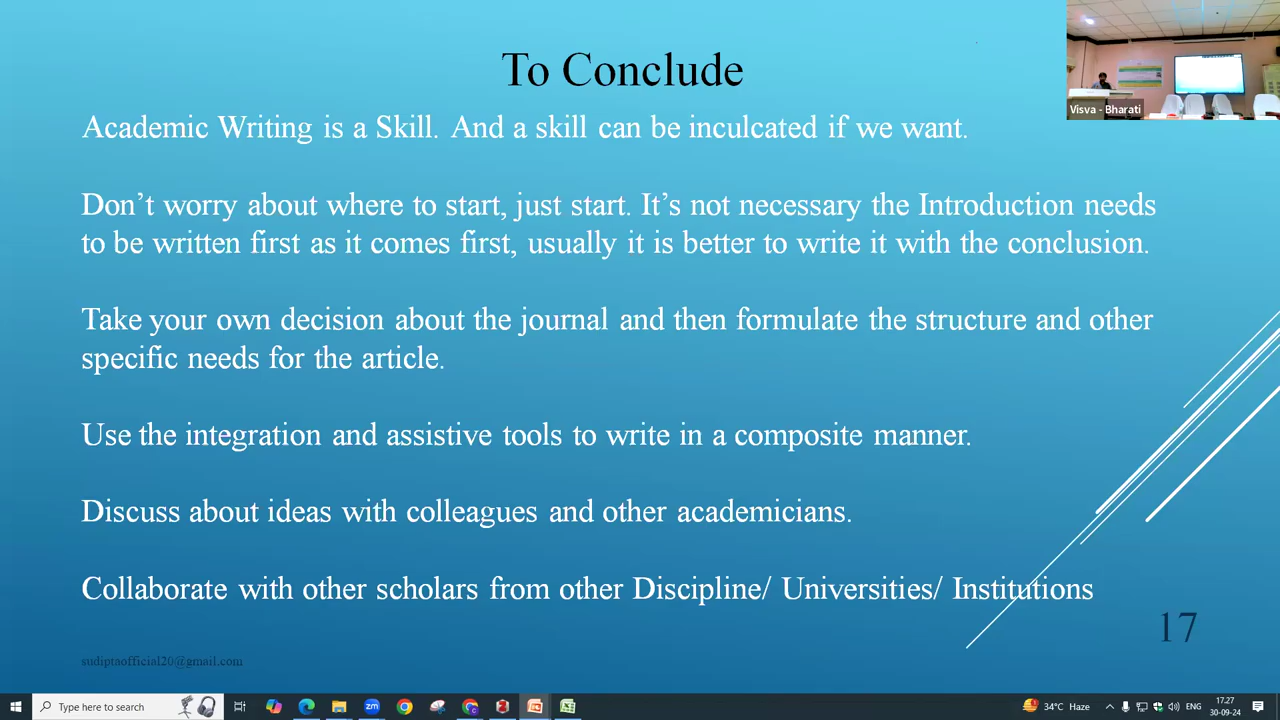 To Conclude
Visva - Bharati
Academic Writing is a Skill. And a skill can be inculcated if we want.
Don’t worry about where to start, just start. It’s not necessary the Introduction needs
to be written first as it comes first, usually it is better to write it with the conclusion.
Take your own decision about the journal and then formulate the structure and other
specific needs for the article.
Use the integration and assistive tools to write in a composite manner.
Discuss about ideas with colleagues and other academicians.
Collaborate with other scholars from other Discipline/ Universities/ Institutions
17
sudiptaofficial20@gmail.com
Type here to search
zm
34°C Haze
ENG
17.27
30-09-24